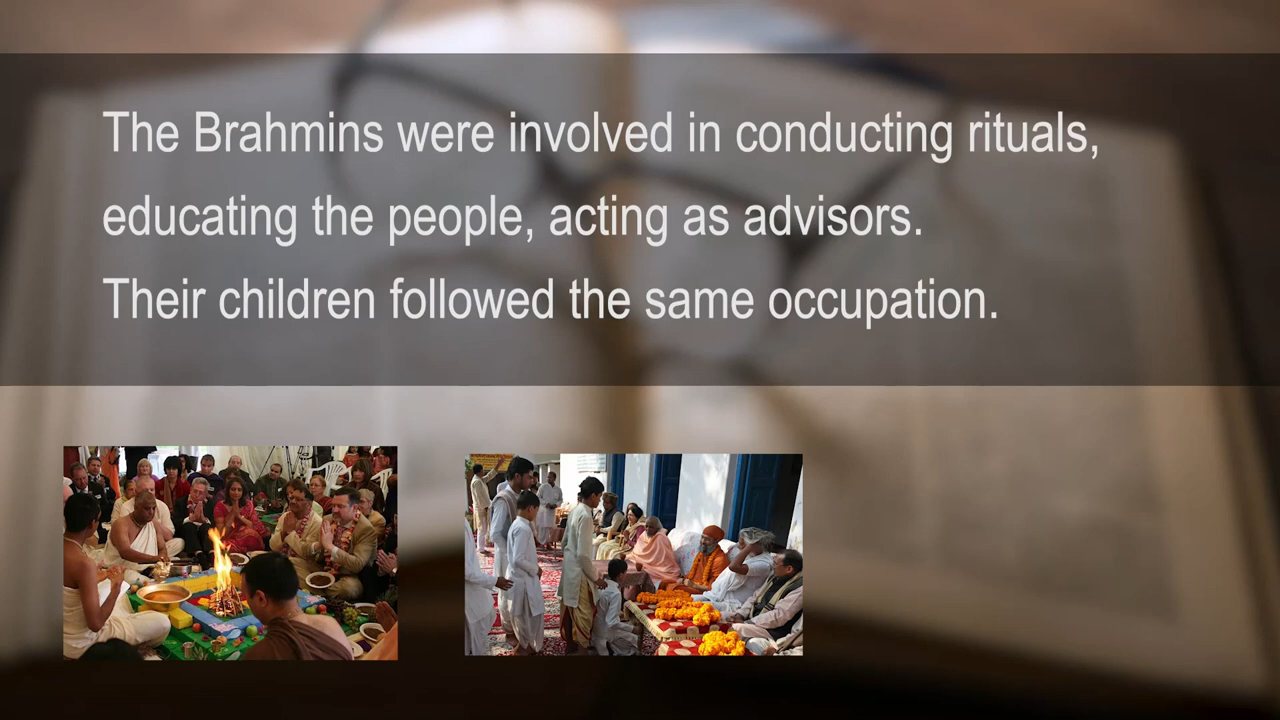 The Brahmins were involved in conducting rituals,
educating the people, acting as advisors.
Their children followed the same occupation.